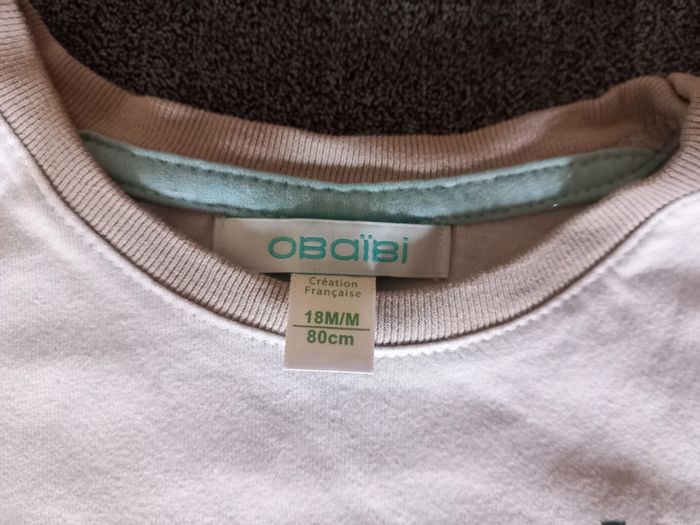 OBaïBi
Création
Française
18M/M
80cm